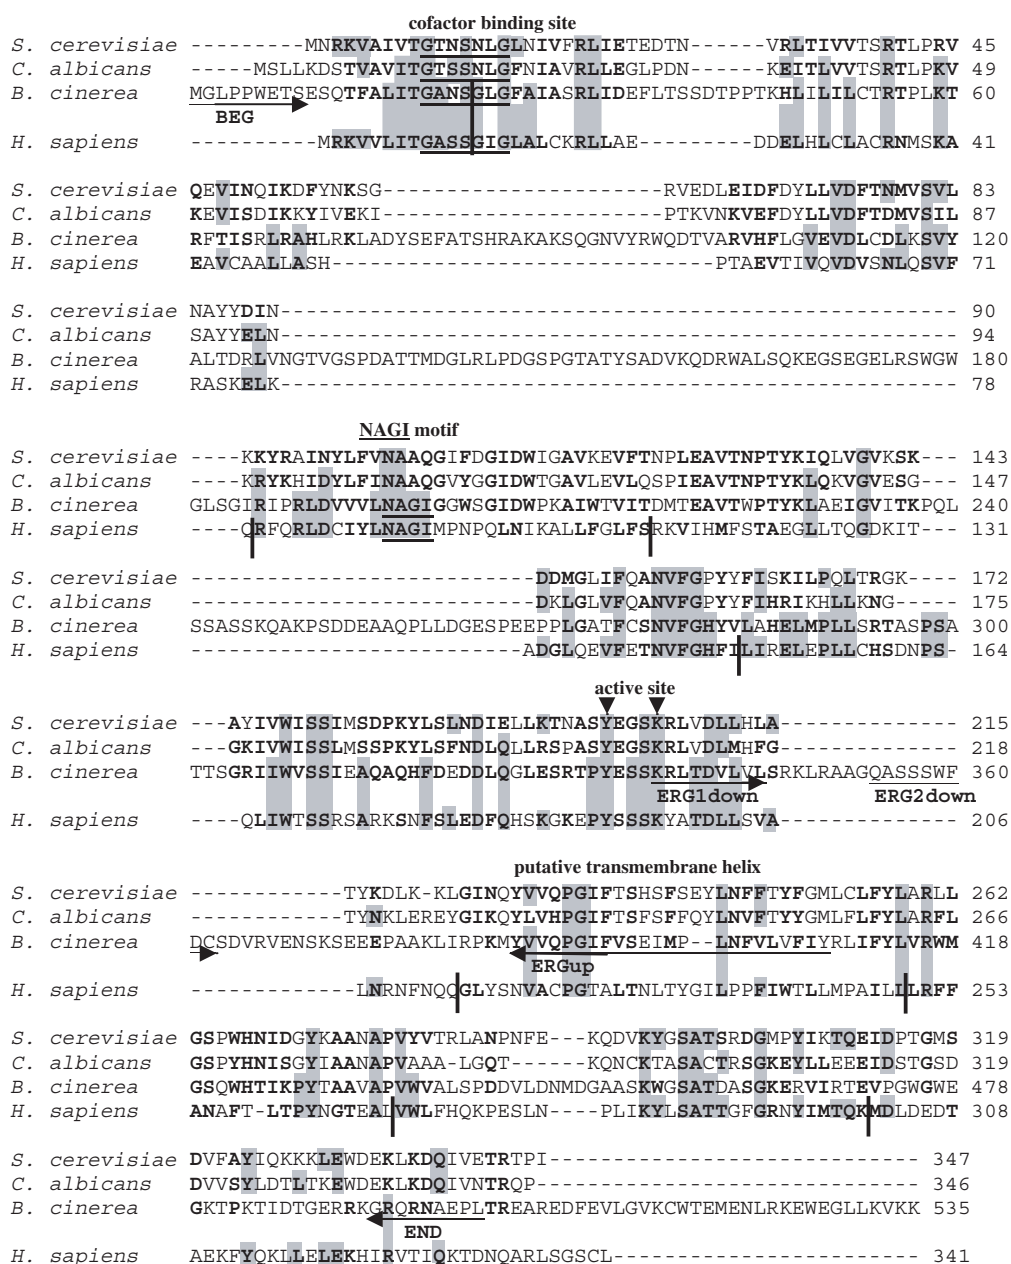 cofactor binding site
S. cerevisiae ---------MNRKVAIVTGTNSNLGLNIVFRLIETEDTN------VRLTIVVTSRTLPRV 45
C. albicans -----MSLLKDSTVAVITGTSSNLGFNIAVRLLEGLPDN------KEITLVVTSRTLPKV 49
B. cinerea MGLPPWETSESQTFALITGANSGLGFAIASRLIDEFLTSSDTPPTKHLILILCTRTPLKT 60
BEG
H. sapiens ----------MRKVVLITGASSGIGLALCKRLLAE---------DDELHLCLACRNMSKA 41
S. cerevisiae QEVINQIKDFYNKSG----------------------RVEDLEIDFDYLLVDFTNMVSVL 83
C. albicans KEVISDIKKYIVEKI----------------------PTKVNKVEFDYLLVDFTDMVSIL 87
B. cinerea RFTISRLRAHLRKLADYSEFATSHRAKAKSQGNVYRWQDTVARVHFLGVEVDLCDLKSVY 120
H. sapiens EAVCAALLASH------------------------------PTAEVTIVQVDVSNLQSVF 71
S. cerevisiae NAYYDIN----------------------------------------------------- 90
C. albicans SAYYELN----------------------------------------------------- 94
B. cinerea ALTDRLVNGTVGSPDATTMDGLRLPDGSPGTATYSADVKQDRWALSQKEGSEGELRSWGW 180
H. sapiens RASKELK----------------------------------------------------- 78
NAGI motif
S. cerevisiae ----KKYRAINYLFVNAAQGIFDGIDWIGAVKEVFTNPLEAVTNPTYKIQLVGVKSK--- 143
C. albicans ----KRYKHIDYLFINAAQGVYGGIDWTGAVLEVLQSPIEAVTNPTYKLQKVGVESG--- 147
B. cinerea GLSGIRIPRLDVVVLNAGIGGWSGIDWPKAIWTVITDMTEAVTWPTYKLAEIGVITKPQL 240
H. sapiens ----QRFQRLDCIYLNAGIMPNPQLNIKALLFGLFSRKVIHMFSTAEGLLTQGDKIT--- 131
S. cerevisiae ---------------------------DDMGLIFQANVFGPYYFISKILPQLTRGK---- 172
C. albicans ---------------------------DKLGLVFQANVFGPYYFIHRIKHLLKNG----- 175
B. cinerea SSASSKQAKPSDDEAAQPLLDGESPEEPPLGATFCSNVFGHYVLAHELMPLLSRTASPSA 300
H. sapiens --------------------------ADGLQEVFETNVFGHFILIRELEPLLCHSDNPS- 164
active site
S. cerevisiae ---AYIVWISSIMSDPKYLSLNDIELLKTNASYEGSKRLVDLLHLA-------------- 215
C. albicans ---GKIVWISSLMSSPKYLSFNDLQLLRSPASYEGSKRLVDLMHFG-------------- 218
B. cinerea TTSGRIIWVSSIEAQAQHFDEDDLQGLESRTPYESSKRLTDVLVLSRKLRAAGQASSSWF 360
ERG1down ERG2down
H. sapiens ----QLIWTSSRSARKSNFSLEDFQHSKGKEPYSSSKYATDLLSVA-------------- 206
putative transmembrane helix
S. cerevisiae ------------TYKDLK-KLGINQYVVQPGIFTSHSFSEYLNFFTYFGMLCLFYLARLL 262
C. albicans ------------TYNKLEREYGIKQYLVHPGIFTSFSFFQYLNVFTYYGMLFLFYLARFL 266
B. cinerea DCSDVRVENSKSEEEPAAKLIRPKMYVVQPGIFVSEIMP--LNFVLVFIYRLIFYLVRWM 418
ERGup
H. sapiens -------------LNRNFNQQGLYSNVACPGTALTNLTYGILPPFIWTLLMPAILLLRFF 253
S. cerevisiae GSPWHNIDGYKAANAPVYVTRLANPNFE---KQDVKYGSATSRDGMPYIKTQEIDPTGMS 319
C. albicans GSPYHNISGYIAANAPVAAA-LGQT------KQNCKTASACTRSGKEYLLEEEIDSTGSD 319
B. cinerea GSQWHTIKPYTAAVAPVWVALSPDDDVLDNMDGAASKWGSATDASGKERVIRTEVPGWGWE 478
H. sapiens ANAFT-LTPYNGTEALVWLFHQKPESLN----PLIKYLSATTGFGRNYIMTQKMDLDEDT 308
S. cerevisiae DVFAYIQKKKLEWDEKLKDQIVETRTPI----------------------------- 347
C. albicans DVVSYLDTLTKEWDEKLKDQIVNTRQP------------------------------ 346
B. cinerea GKTPKTIDTGERRKGRQRNAEPLTREAREDFEVLGVKCWTEMENLRKEWEGLLKVKK 535
END
H. sapiens AEKFYQKLLELEKHIRVTIQKTDNQARLSGSCL------------------------ 341